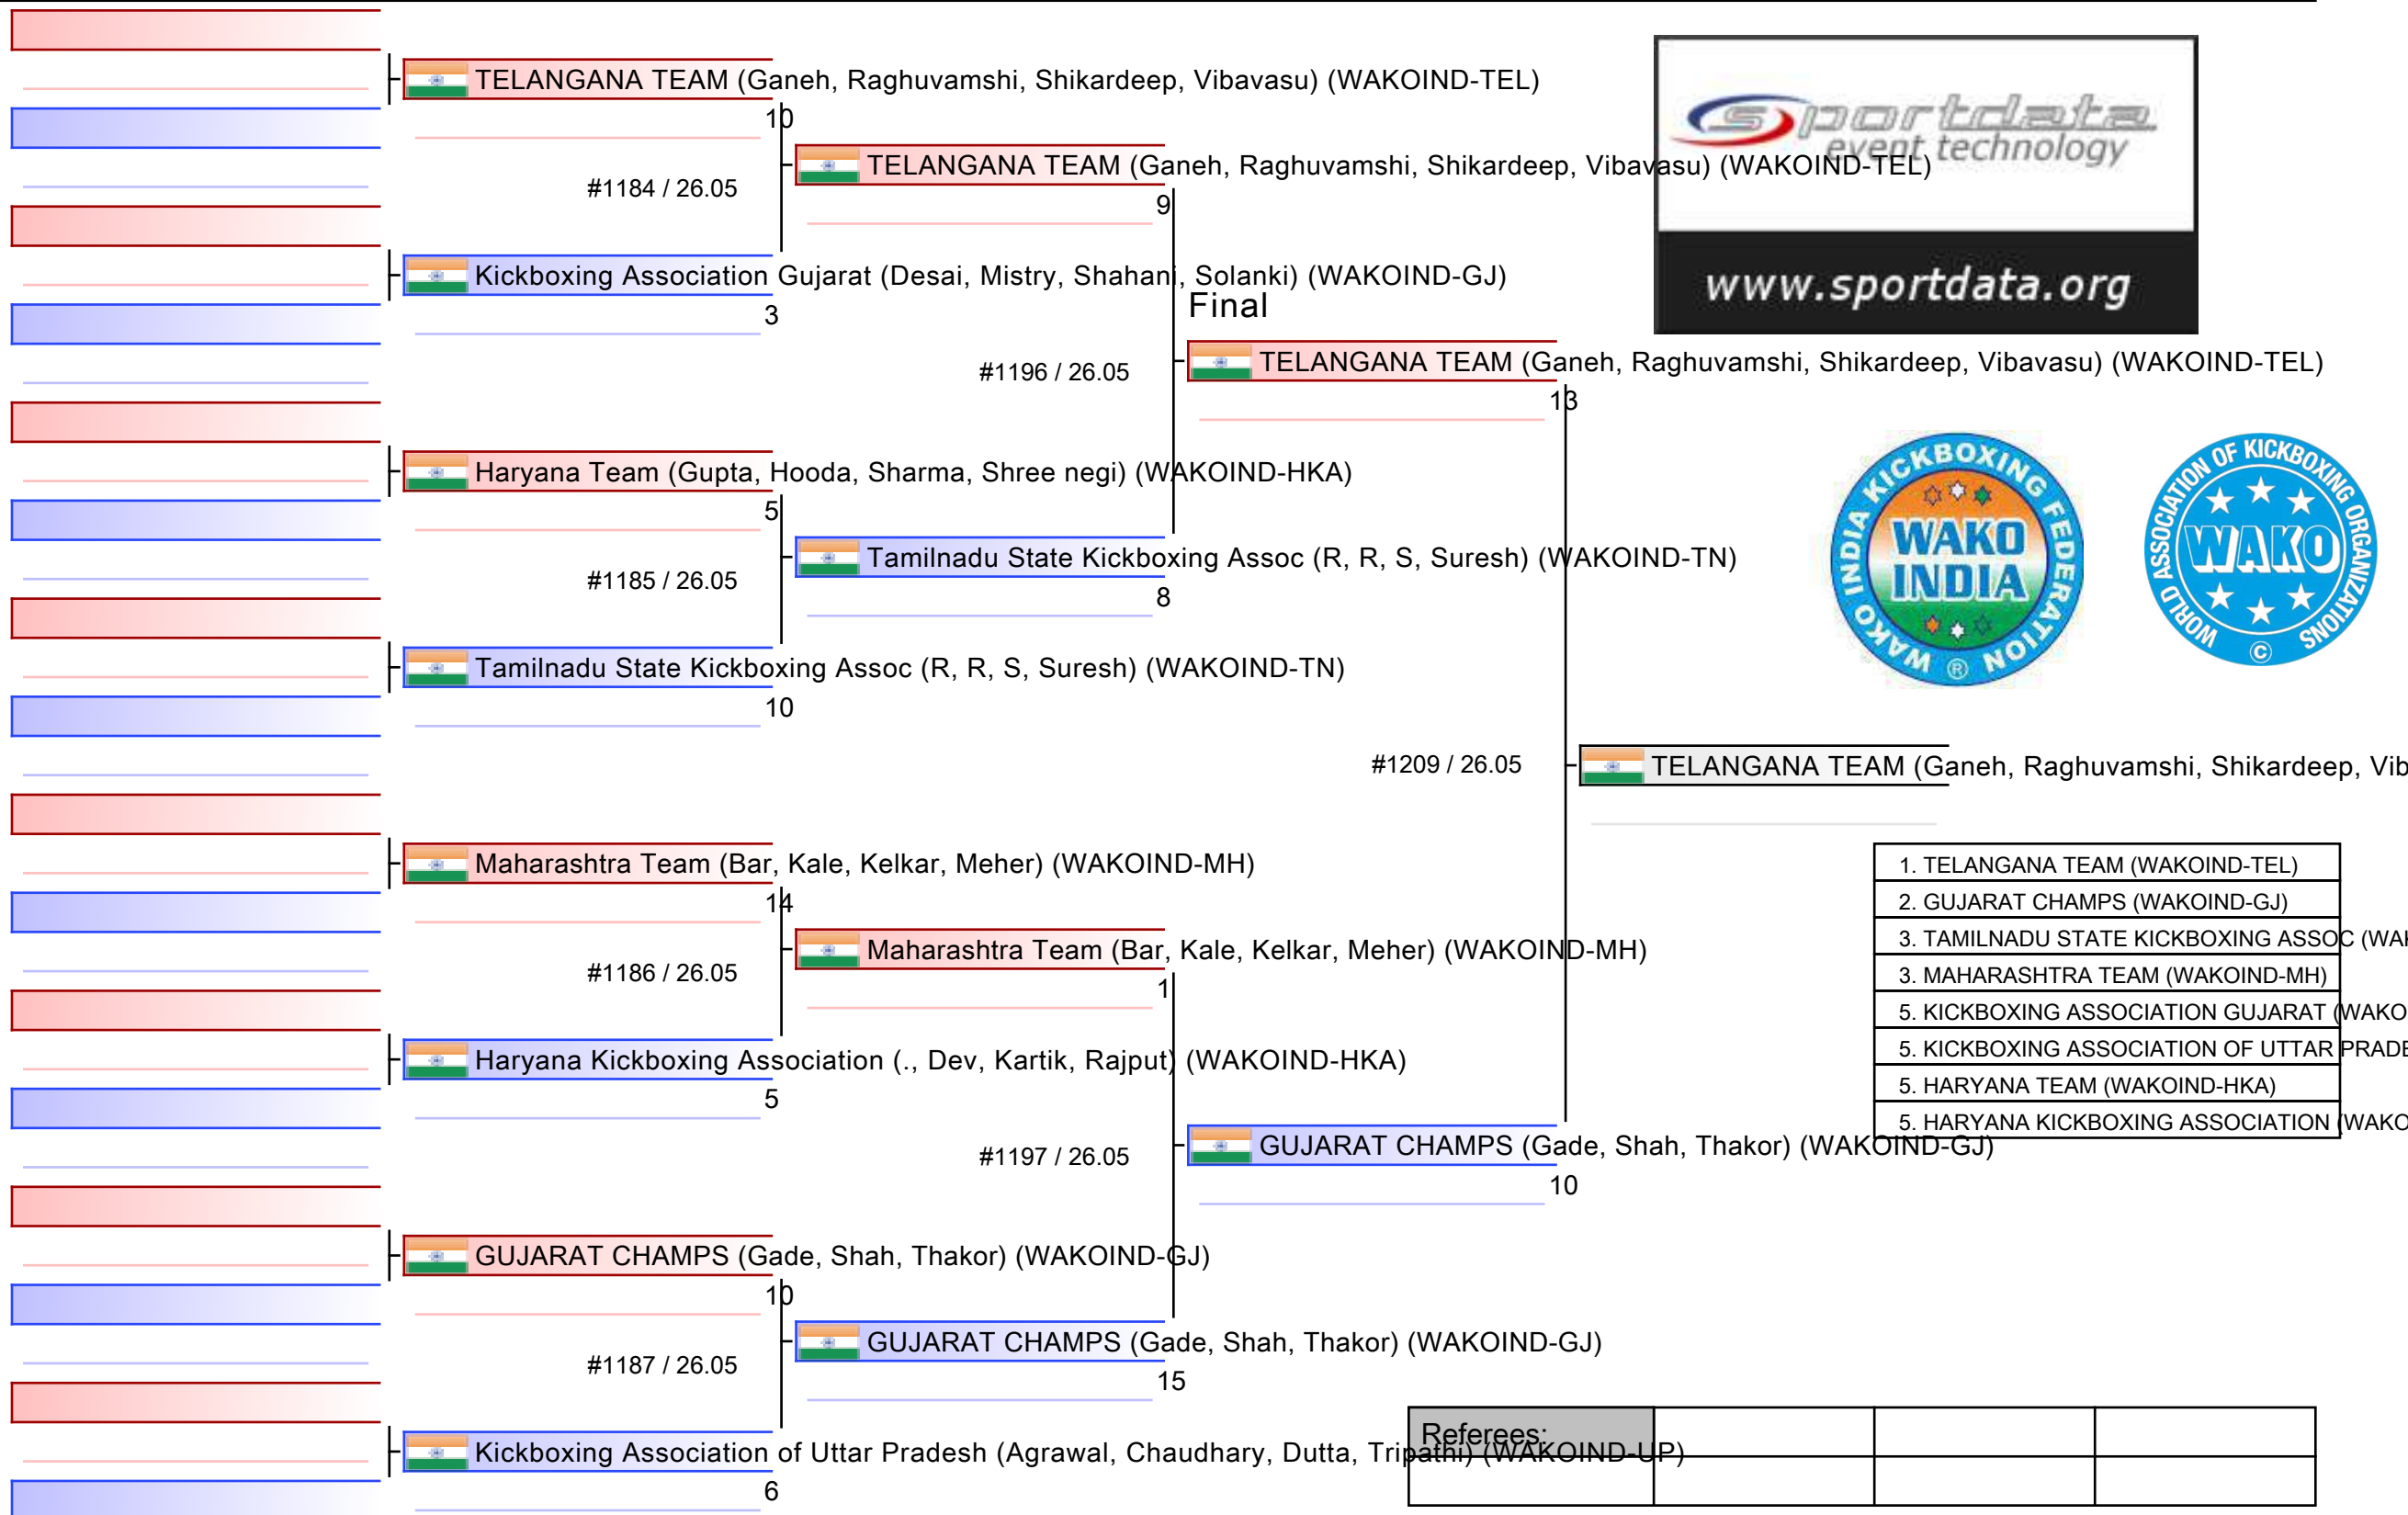 TELANGANA TEAM (Ganeh, Raghuvamshi, Shikardeep, Vibavasu) (WAKOIND-TEL)
10
#1184 / 26.05
Kickboxing Association Gujarat (Desai, Mistry, Shahani, Solanki) (WAKOIND-GJ)
3
Haryana Team (Gupta, Hooda, Sharma, Shree negi) (WAKOIND-HKA)
5
#1185 / 26.05
Tamilnadu State Kickboxing Assoc (R, R, S, Suresh) (WAKOIND-TN)
10
Maharashtra Team (Bar, Kale, Kelkar, Meher) (WAKOIND-MH)
14
#1186 / 26.05
Haryana Kickboxing Association (., Dev, Kartik, Rajput) (WAKOIND-HKA)
5
GUJARAT CHAMPS (Gade, Shah, Thakor) (WAKOIND-GJ)
10
#1187 / 26.05
Kickboxing Association of Uttar Pradesh (Agrawal, Chaudhary, Dutta, Tripathi) (WAKOIND-UP)
6
TELANGANA TEAM (Ganeh, Raghuvamshi, Shikardeep, Vibavasu) (WAKOIND-TEL)
9
#1196 / 26.05
Tamilnadu State Kickboxing Assoc (R, R, S, Suresh) (WAKOIND-TN)
8
Maharashtra Team (Bar, Kale, Kelkar, Meher) (WAKOIND-MH)
1
#1197 / 26.05
GUJARAT CHAMPS (Gade, Shah, Thakor) (WAKOIND-GJ)
15
Final
TELANGANA TEAM (Ganeh, Raghuvamshi, Shikardeep, Vibavasu) (WAKOIND-TEL)
13
#1209 / 26.05
GUJARAT CHAMPS (Gade, Shah, Thakor) (WAKOIND-GJ)
10
TELANGANA TEAM (Ganeh, Raghuvamshi, Shikardeep, Vib
sportdata
event technology
www.sportdata.org
WAKO INDIA KICKBOXING FEDERATION ®
WAKO
INDIA
WORLD ASSOCIATION OF KICKBOXING ORGANIZATIONS
WAKO
©
1. TELANGANA TEAM (WAKOIND-TEL)
2. GUJARAT CHAMPS (WAKOIND-GJ)
3. TAMILNADU STATE KICKBOXING ASSOC (WAK
3. MAHARASHTRA TEAM (WAKOIND-MH)
5. KICKBOXING ASSOCIATION GUJARAT (WAKO
5. KICKBOXING ASSOCIATION OF UTTAR PRADE
5. HARYANA TEAM (WAKOIND-HKA)
5. HARYANA KICKBOXING ASSOCIATION (WAKO
Referees: